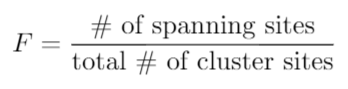 F = # of spanning sites
total # of cluster sites